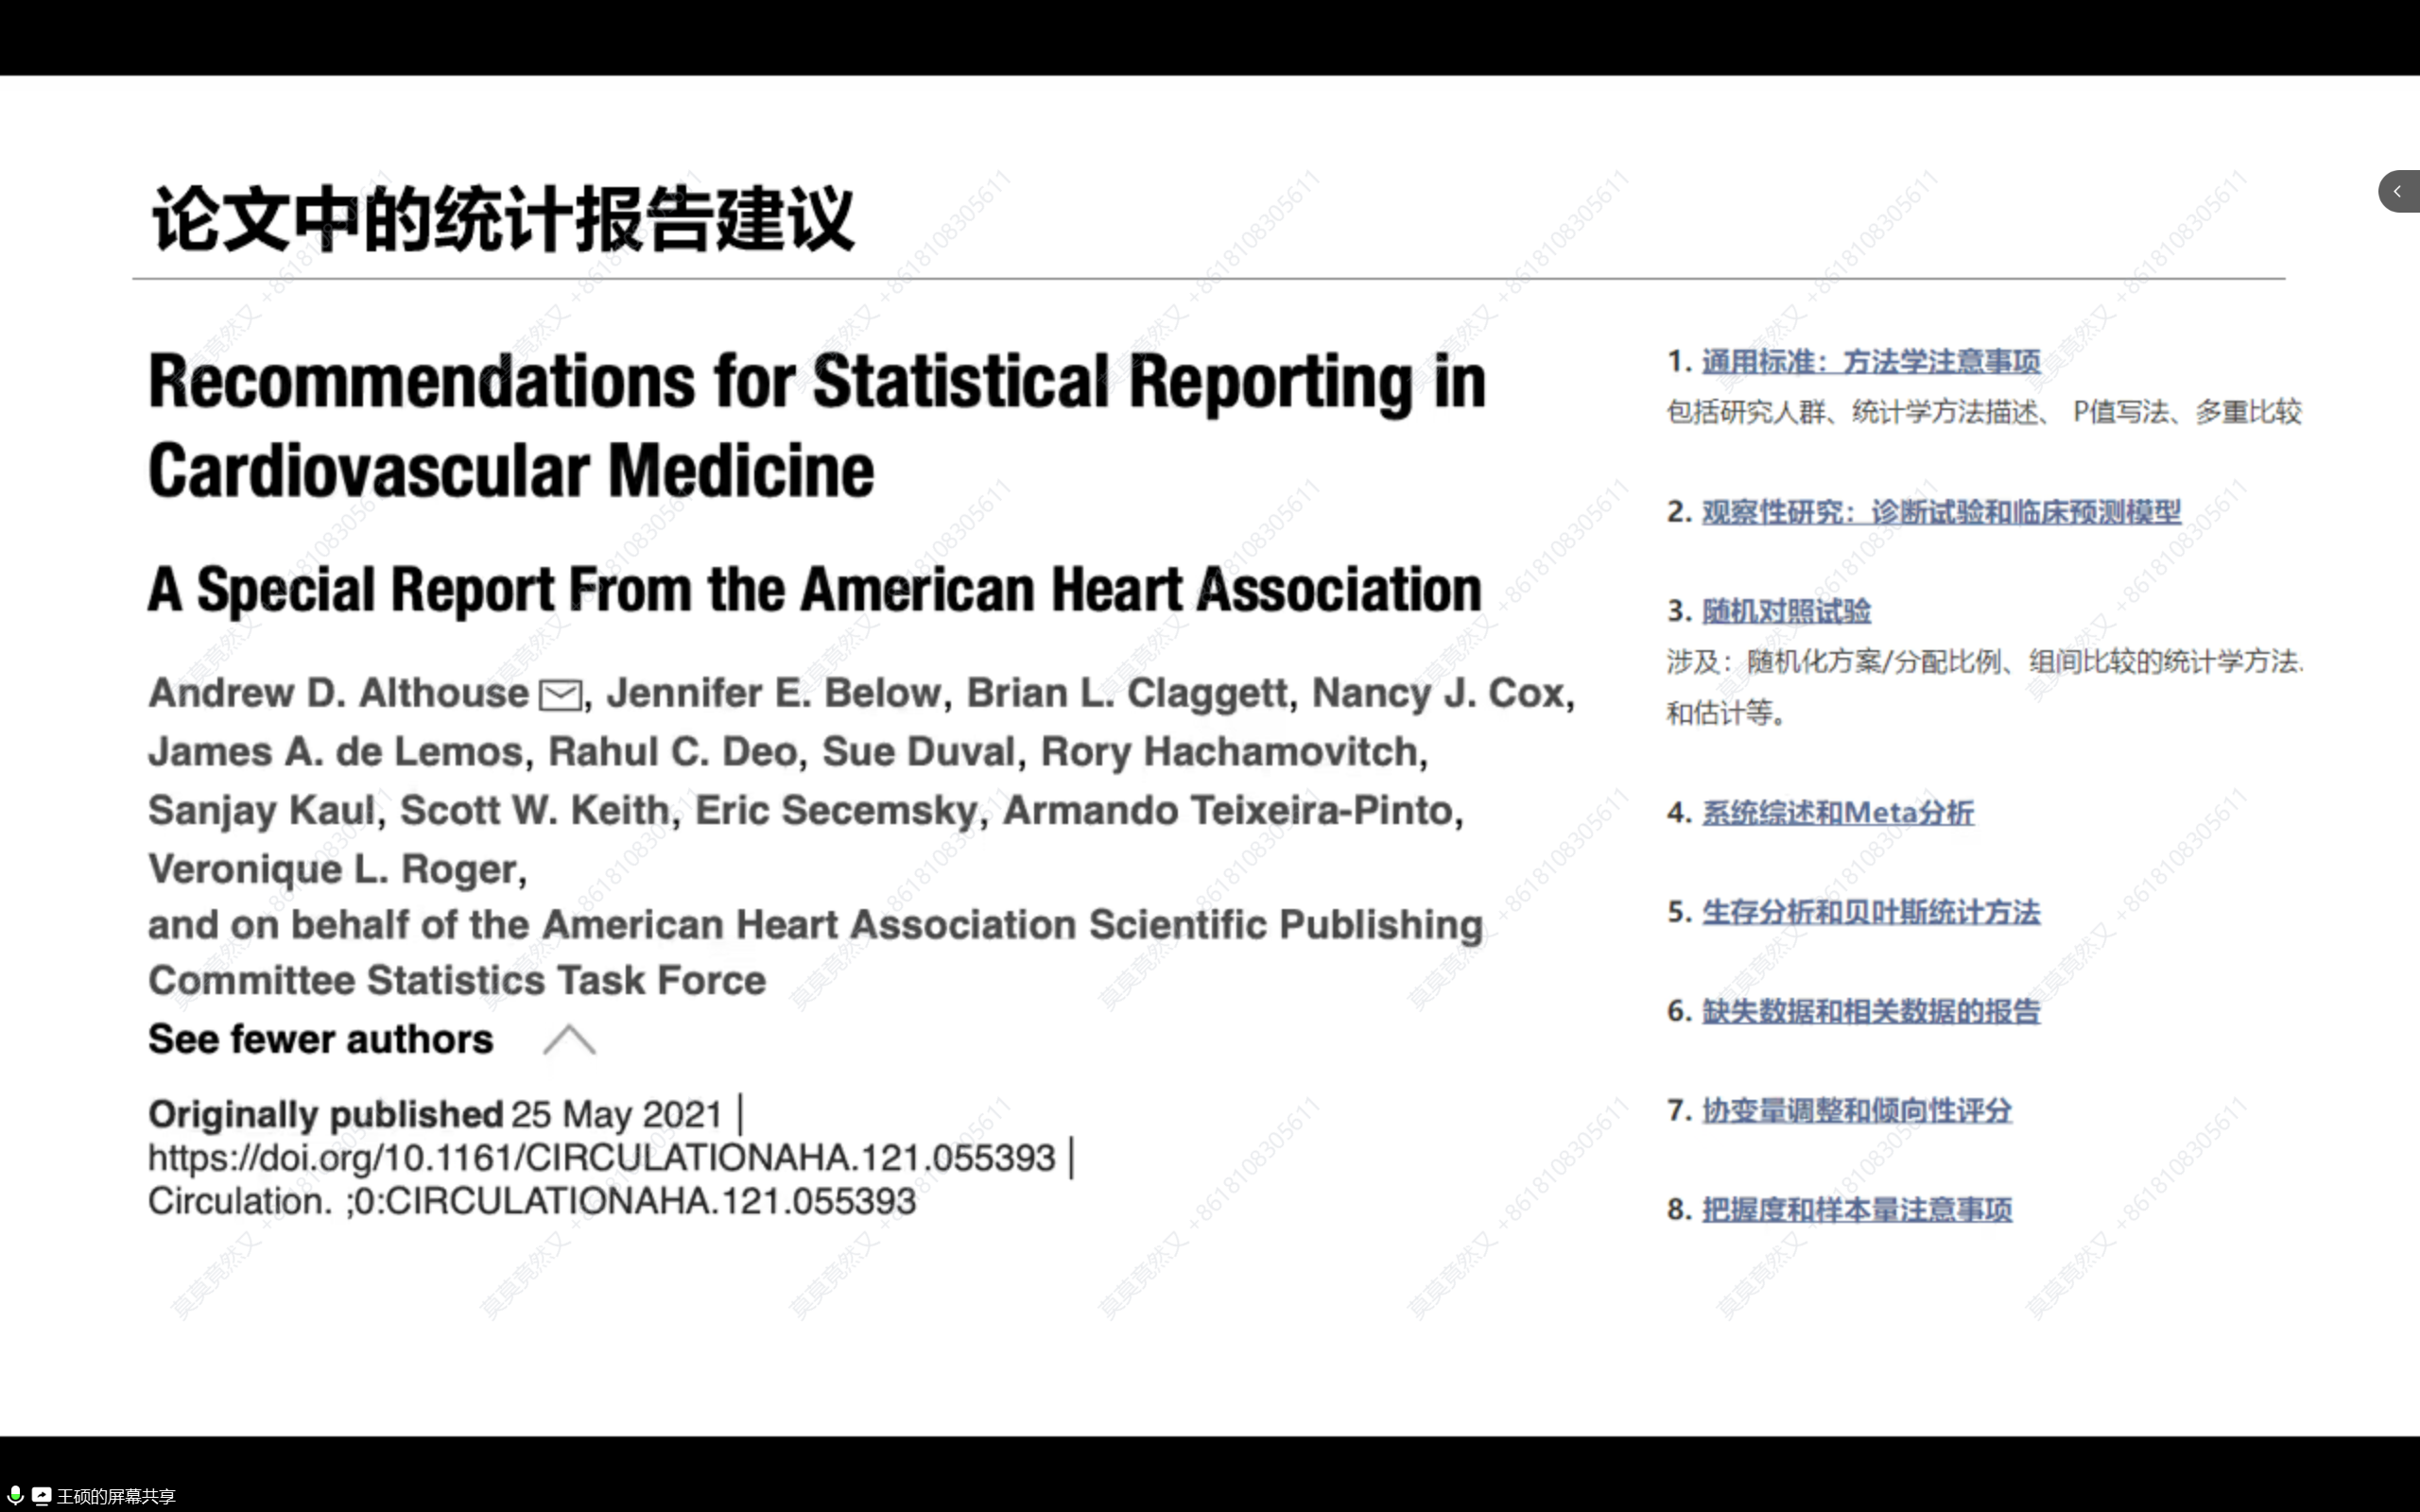 论文中的统计报告建议
Recommendations for Statistical Reporting in
Cardiovascular Medicine
A Special Report From the American Heart Association
Andrew D. Althouse, Jennifer E. Below, Brian L. Claggett, Nancy J. Cox,
James A. de Lemos, Rahul C. Deo, Sue Duval, Rory Hachamovitch,
Sanjay Kaul, Scott W. Keith, Eric Secemsky, Armando Teixeira-Pinto,
Veronique L. Roger,
and on behalf of the American Heart Association Scientific Publishing
Committee Statistics Task Force
See fewer authors
Originally published 25 May 2021 |
https://doi.org/10.1161/CIRCULATIONAHA.121.055393 |
Circulation. ;0:CIRCULATIONAHA.121.055393
1. 通用标准：方法学注意事项
包括研究人群、统计学方法描述、 P值写法、多重比较
2. 观察性研究：诊断试验和临床预测模型
3. 随机对照试验
涉及：随机化方案/分配比例、组间比较的统计学方法.
和估计等。
4. 系统综述和Meta分析
5. 生存分析和贝叶斯统计方法
6. 缺失数据和相关数据的报告
7. 协变量调整和倾向性评分
8. 把握度和样本量注意事项
莫莫竟然又 +8618108305611
王硕的屏幕共享